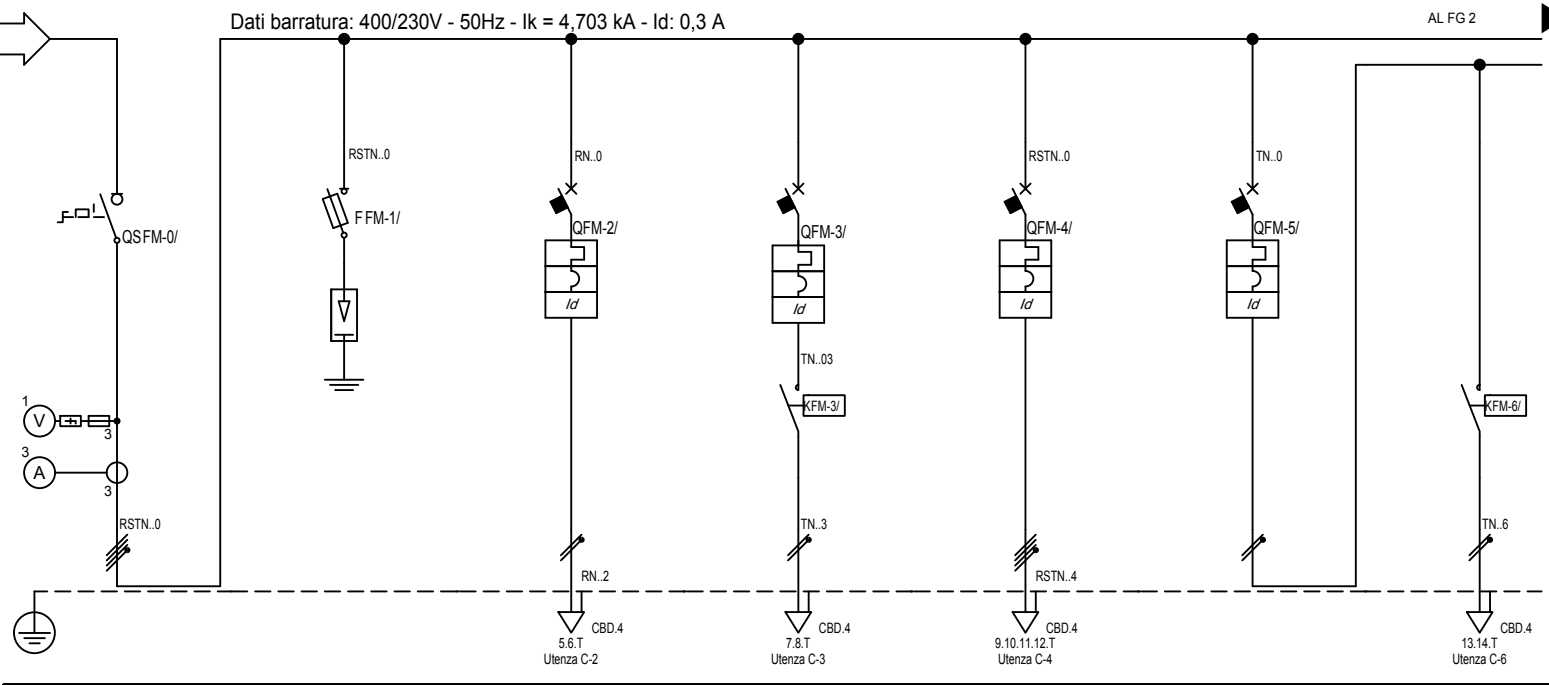 Dati barratura: 400/230V - 50Hz - Ik = 4,703 kA - Id: 0,3 A
AL FG 2
RSTN..0
RN..0
RSTN..0
TN..0
QSFM-0/
FFM-1/
QFM-2/
QFM-3/
QFM-4/
QFM-5/
Id
Id
Id
Id
TN..03
KFM-3/
KFM-6/
1
V
3
3
A
3
RSTN..0
TN..3
TN..6
RN..2
RSTN..4
CBD.4
CBD.4
CBD.4
CBD.4
5.6.T
7.8.T
9.10.11.12.T
13.14.T
Utenza C-2
Utenza C-3
Utenza C-4
Utenza C-6